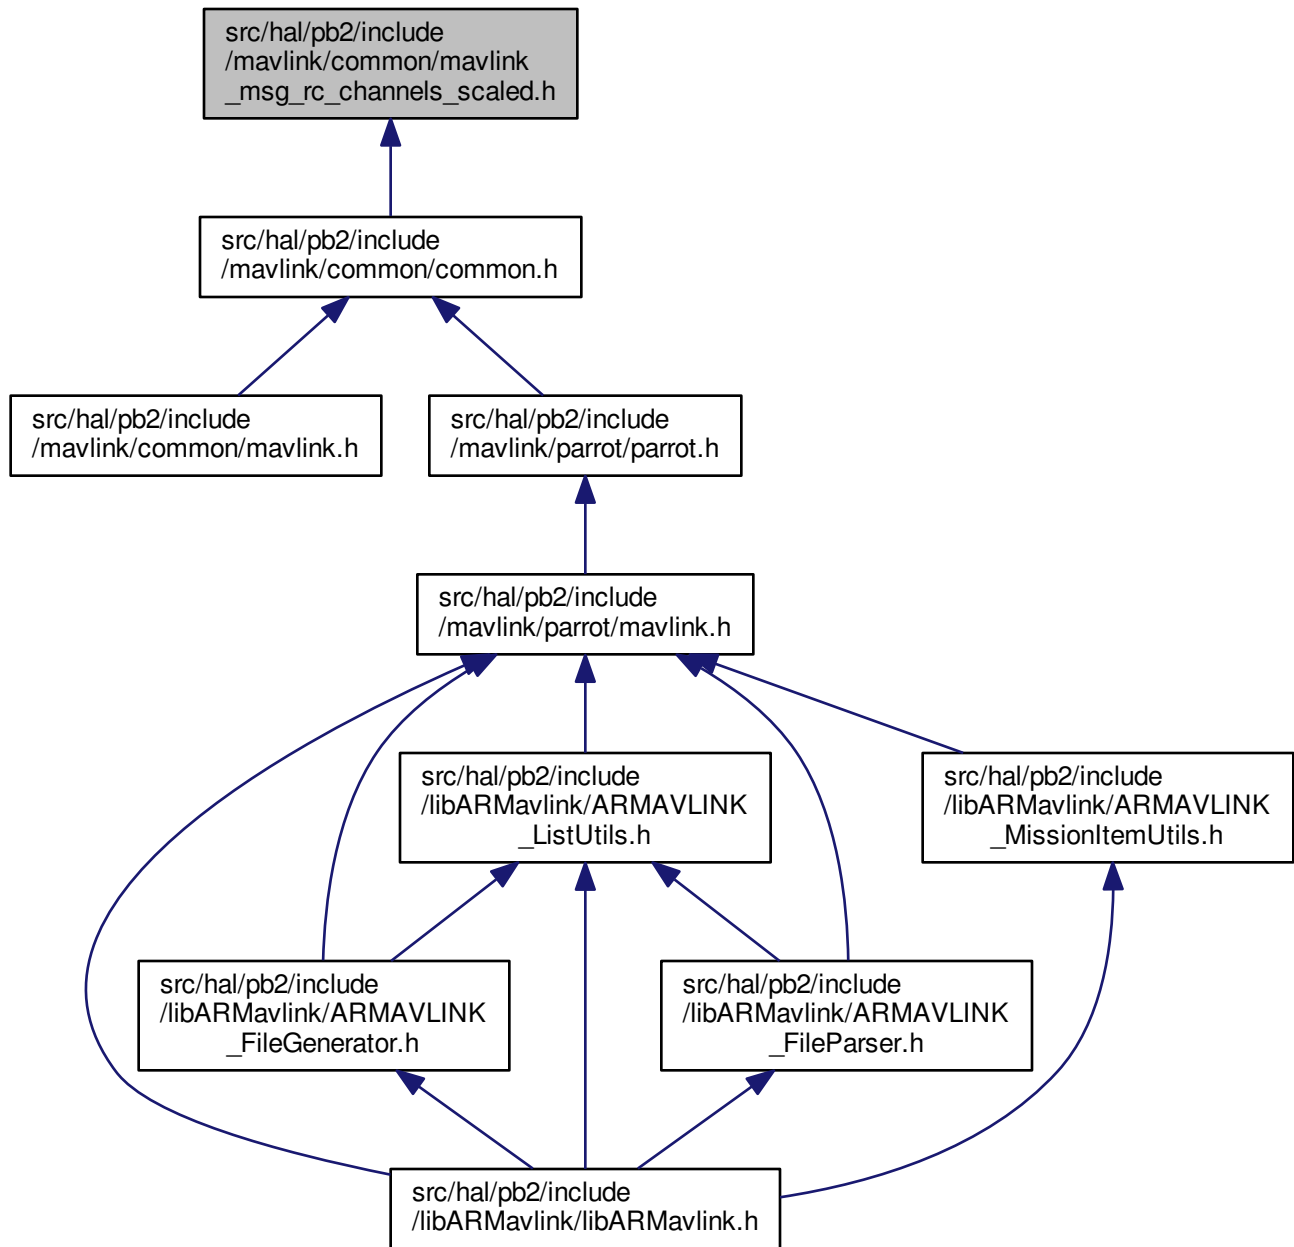 src/hal/pb2/include
/mavlink/common/mavlink
_msg_rc_channels_scaled.h
src/hal/pb2/include
/mavlink/common/common.h
src/hal/pb2/include
/mavlink/common/mavlink.h
src/hal/pb2/include
/mavlink/parrot/parrot.h
src/hal/pb2/include
/mavlink/parrot/mavlink.h
src/hal/pb2/include
/libARMavlink/ARMAVLINK
_ListUtils.h
src/hal/pb2/include
/libARMavlink/ARMAVLINK
_MissionItemUtils.h
src/hal/pb2/include
/libARMavlink/ARMAVLINK
_FileGenerator.h
src/hal/pb2/include
/libARMavlink/ARMAVLINK
_FileParser.h
src/hal/pb2/include
/libARMavlink/libARMavlink.h